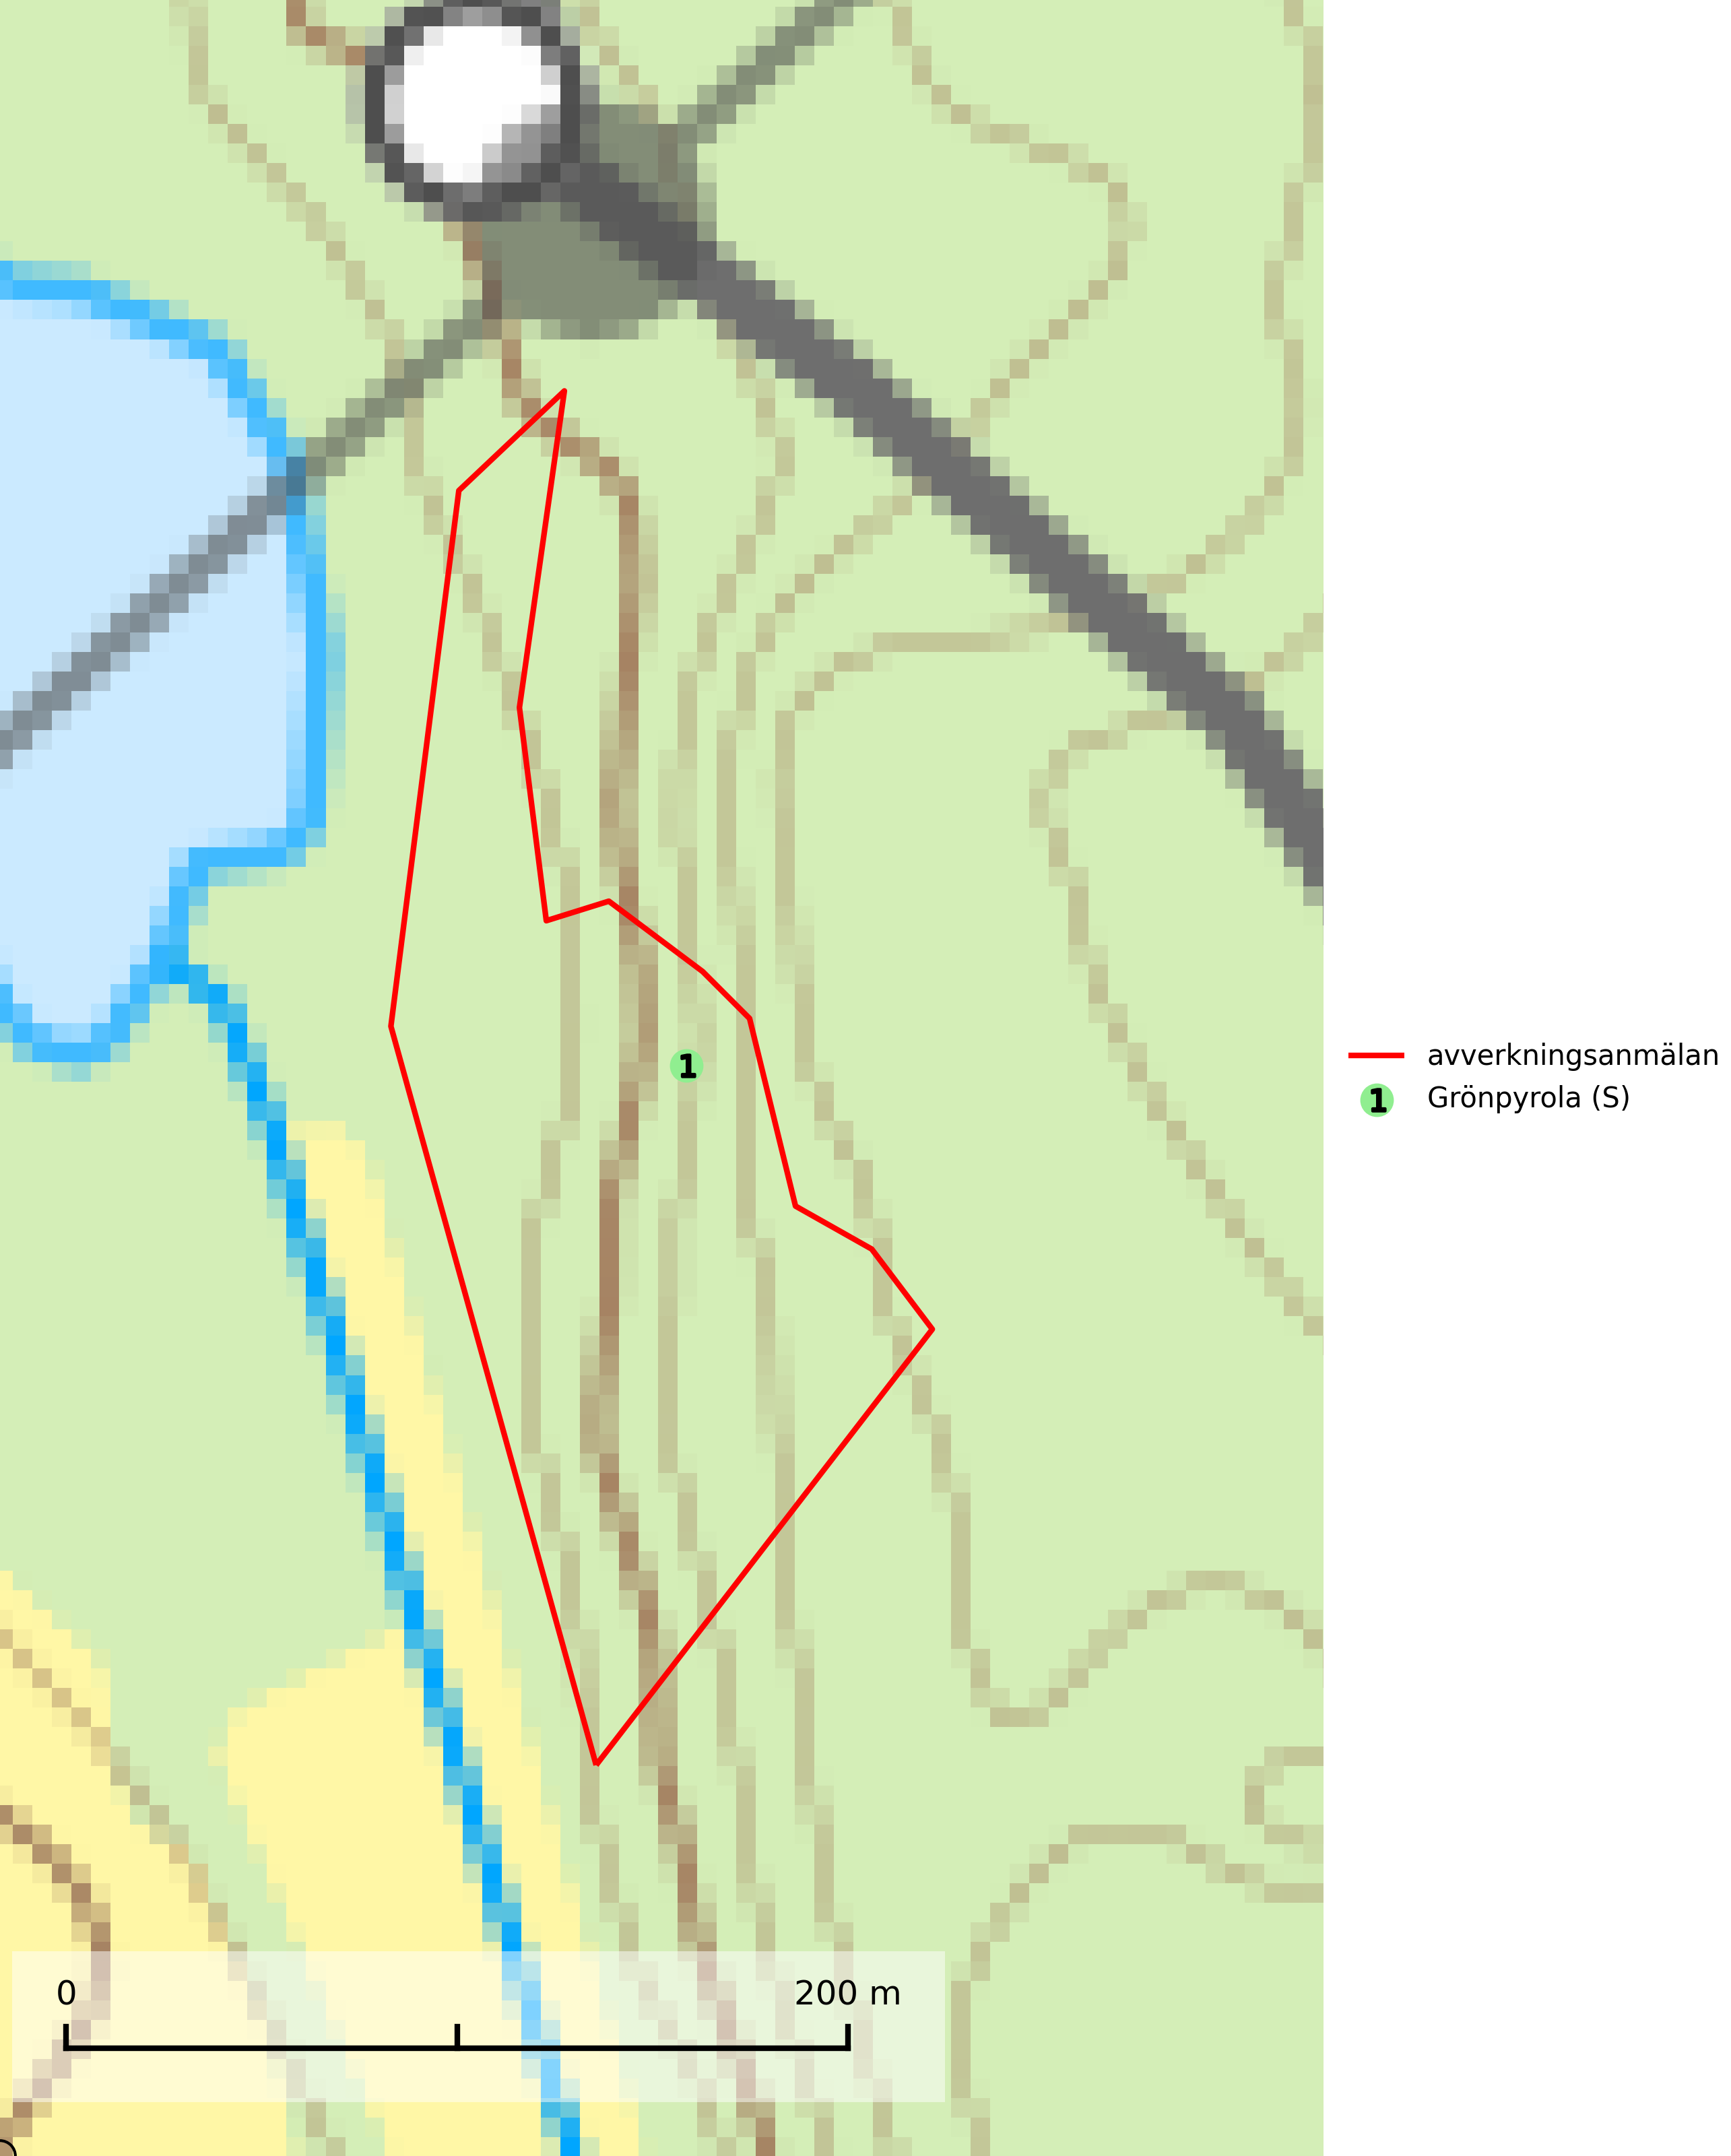 avverkningsanmälan
1 Grönpyrola (S)
1
0 200 m